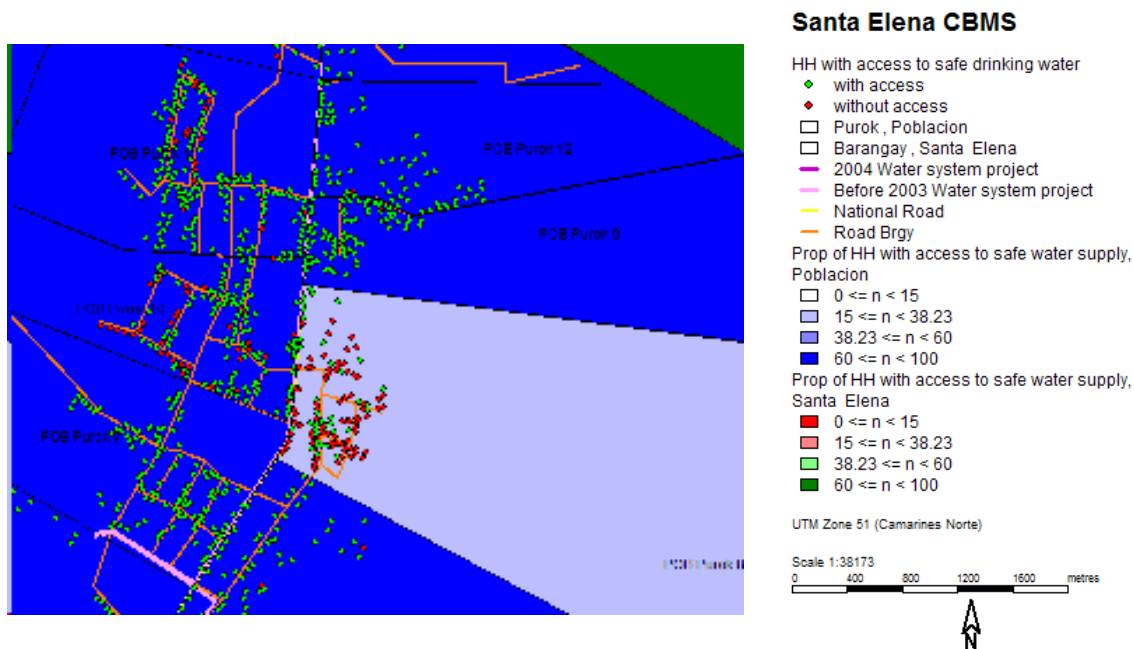 Santa Elena CBMS
HH with access to safe drinking water
with access
without access
Purok , Poblacion
Barangay , Santa Elena
2004 Water system project
Before 2003 Water system project
National Road
Road Brgy
Prop of HH with access to safe water supply,
Poblacion
0 <= n < 15
15 <= n < 38.23
38.23 <= n < 60
60 <= n < 100
Prop of HH with access to safe water supply,
Santa Elena
0 <= n < 15
15 <= n < 38.23
38.23 <= n < 60
60 <= n < 100
UTM Zone 51 (Camarines Norte)
Scale 1:38173
0 400 800 1200 1600 metres
N
POB Purok
POB Purok 12
POB Purok 9
POB Purok
POB Purok